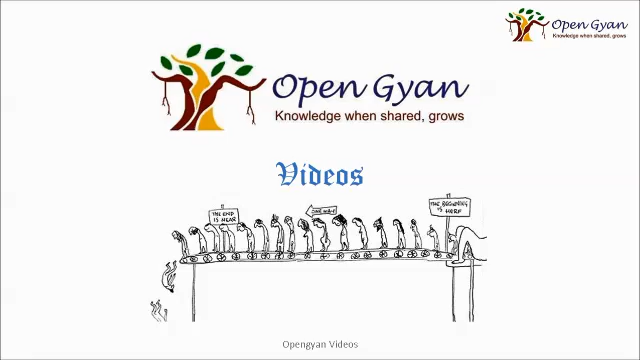 Open Gyan
Knowledge when shared, grows
Open Gyan
Knowledge when shared, grows
Videos
THE END
IS NEAR
THE BEGINNING
IS HERE
Opengyan Videos